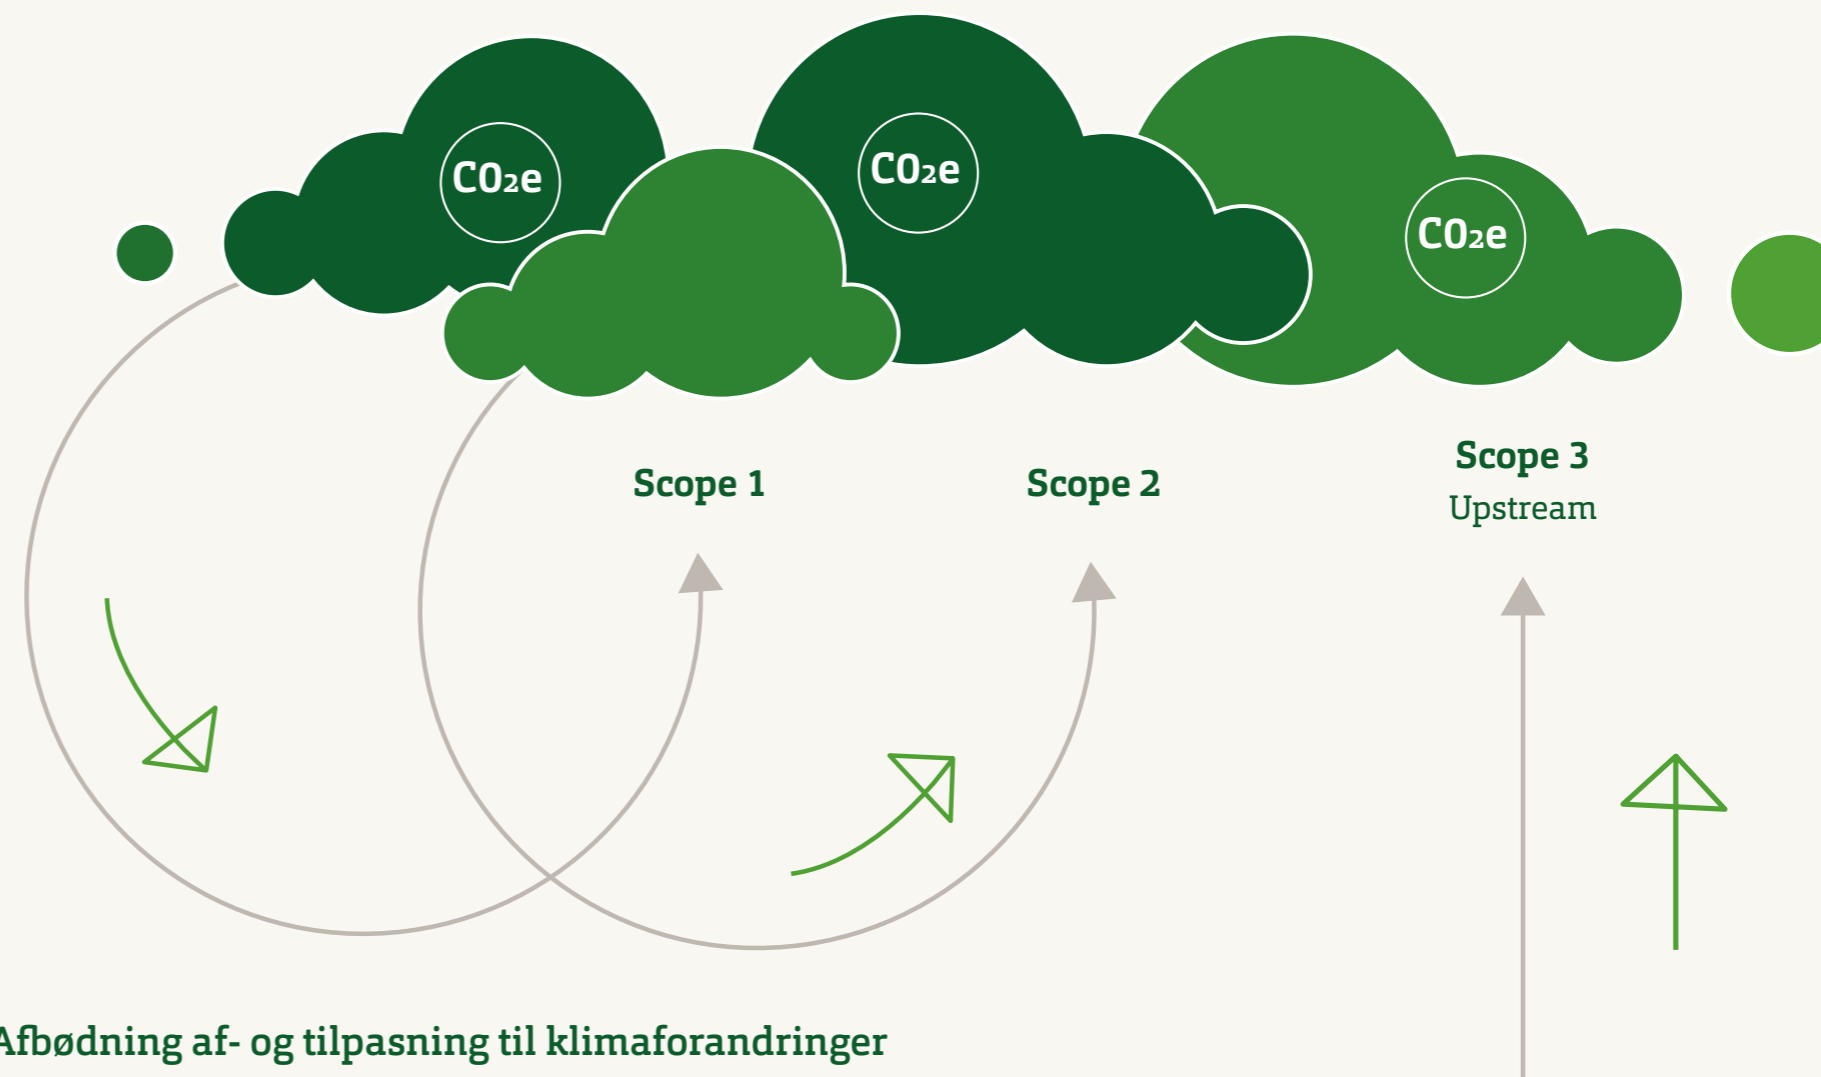 CO₂e
CO₂e
CO₂e
Scope 1
Scope 2
Scope 3
Upstream
Afbødning af- og tilpasning til klimaforandringer